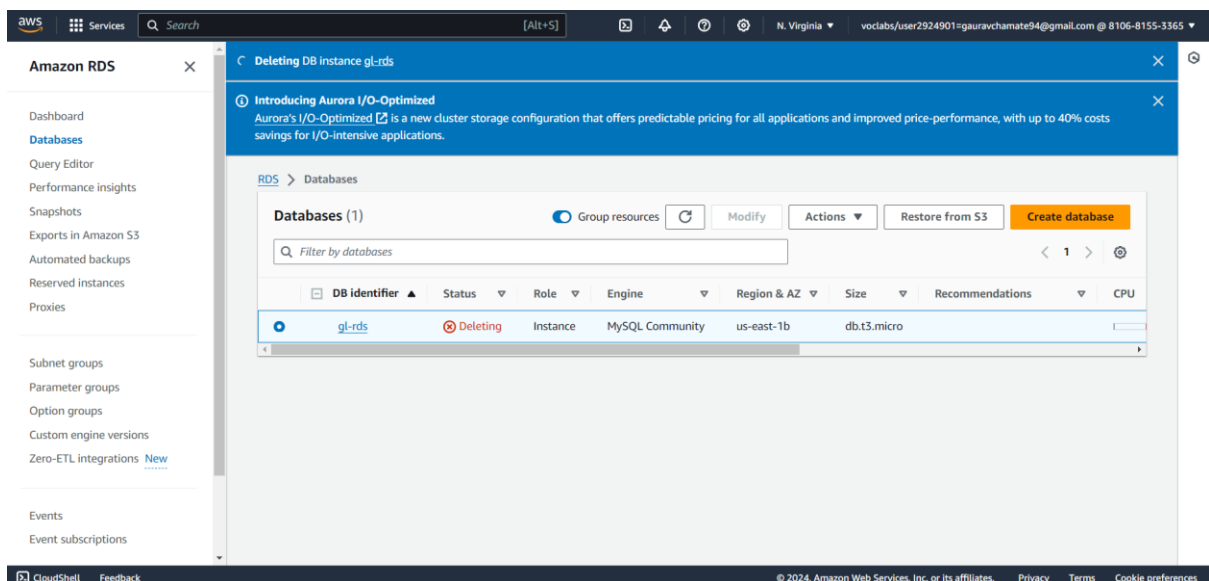 aws Services Search [Alt+S] N. Virginia voclabs/user2924901=gauravchamate94@gmail.com @ 8106-8155-3365
Amazon RDS
Dashboard
Databases
Query Editor
Performance insights
Snapshots
Exports in Amazon S3
Automated backups
Reserved instances
Proxies
Subnet groups
Parameter groups
Option groups
Custom engine versions
Zero-ETL integrations New
Events
Event subscriptions
Deleting DB instance gl-rds
Introducing Aurora I/O-Optimized
Aurora's I/O-Optimized is a new cluster storage configuration that offers predictable pricing for all applications and improved price-performance, with up to 40% costs
savings for I/O-intensive applications.
RDS > Databases
Databases (1) Group resources Modify Actions Restore from S3 Create database
Filter by databases 1
DB identifier Status Role Engine Region & AZ Size Recommendations CPU
gl-rds Deleting Instance MySQL Community us-east-1b db.t3.micro
CloudShell Feedback © 2024, Amazon Web Services, Inc. or its affiliates. Privacy Terms Cookie preferences